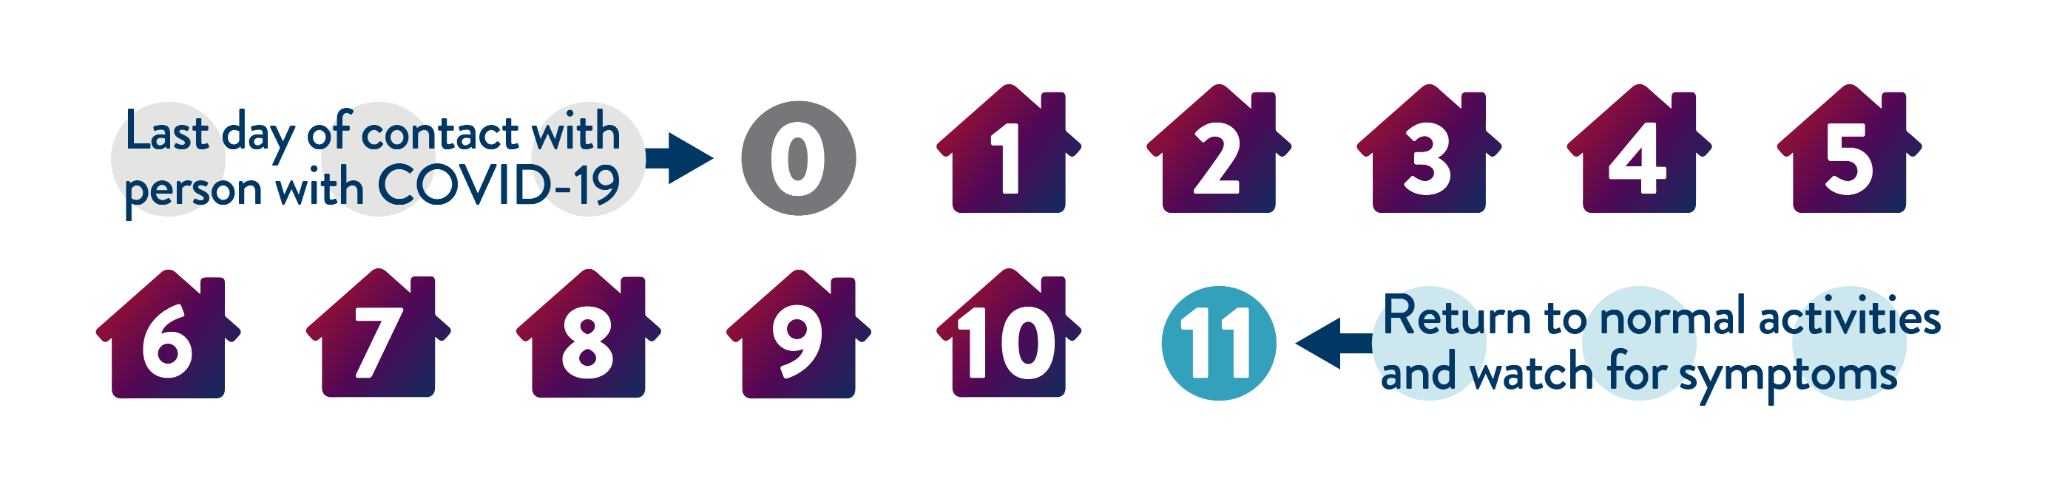 Last day of contact with
person with COVID-19
0 1 2 3 4 5
6 7 8 9 10 11
Return to normal activities
and watch for symptoms